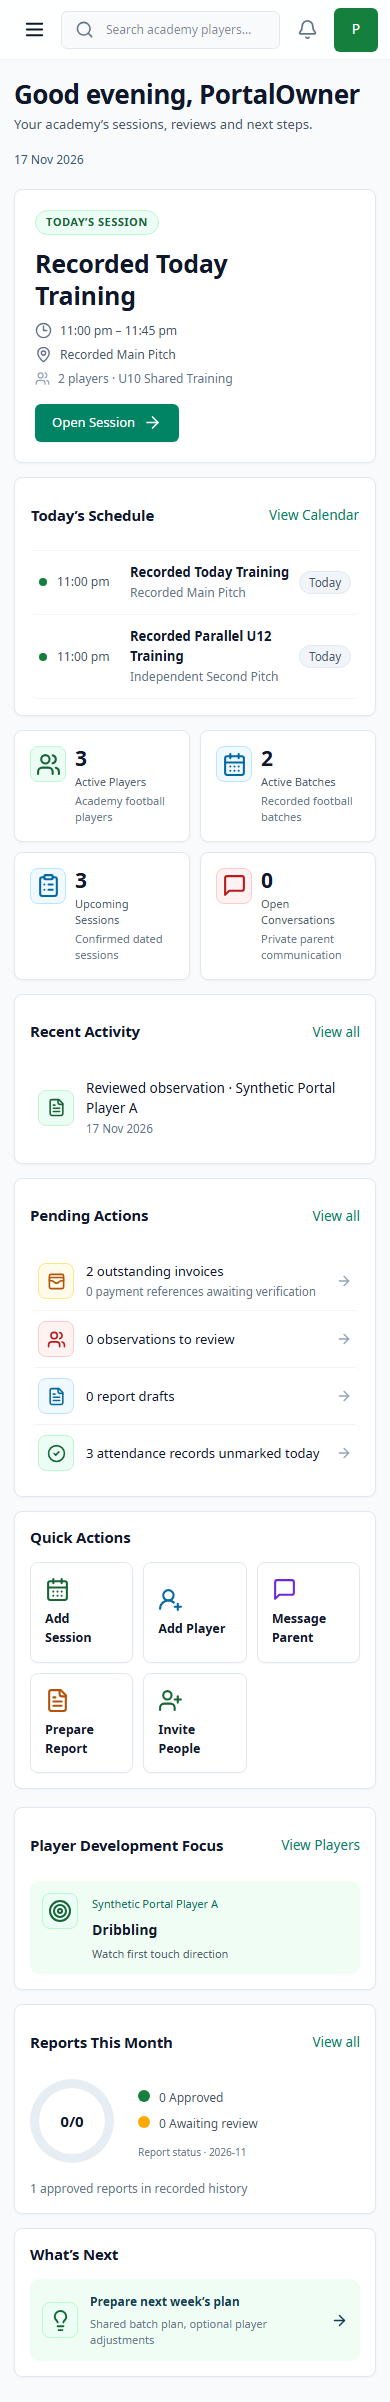 Search academy players...
P
Good evening, PortalOwner
Your academy's sessions, reviews and next steps.
17 Nov 2026
TODAY'S SESSION
Recorded Today
Training
11:00 pm – 11:45 pm
Recorded Main Pitch
2 players · U10 Shared Training
Open Session
Today's Schedule
View Calendar
11:00 pm
Recorded Today Training
Recorded Main Pitch
Today
11:00 pm
Recorded Parallel U12
Training
Independent Second Pitch
Today
3
Active Players
Academy football
players
2
Active Batches
Recorded football
batches
3
Upcoming
Sessions
Confirmed dated
sessions
0
Open
Conversations
Private parent
communication
Recent Activity
View all
Reviewed observation · Synthetic Portal
Player A
17 Nov 2026
Pending Actions
View all
2 outstanding invoices
0 payment references awaiting verification
0 observations to review
0 report drafts
3 attendance records unmarked today
Quick Actions
Add
Session
Add Player
Message
Parent
Prepare
Report
Invite
People
Player Development Focus
View Players
Synthetic Portal Player A
Dribbling
Watch first touch direction
Reports This Month
View all
0/0
0 Approved
0 Awaiting review
Report status · 2026-11
1 approved reports in recorded history
What's Next
Prepare next week's plan
Shared batch plan, optional player
adjustments